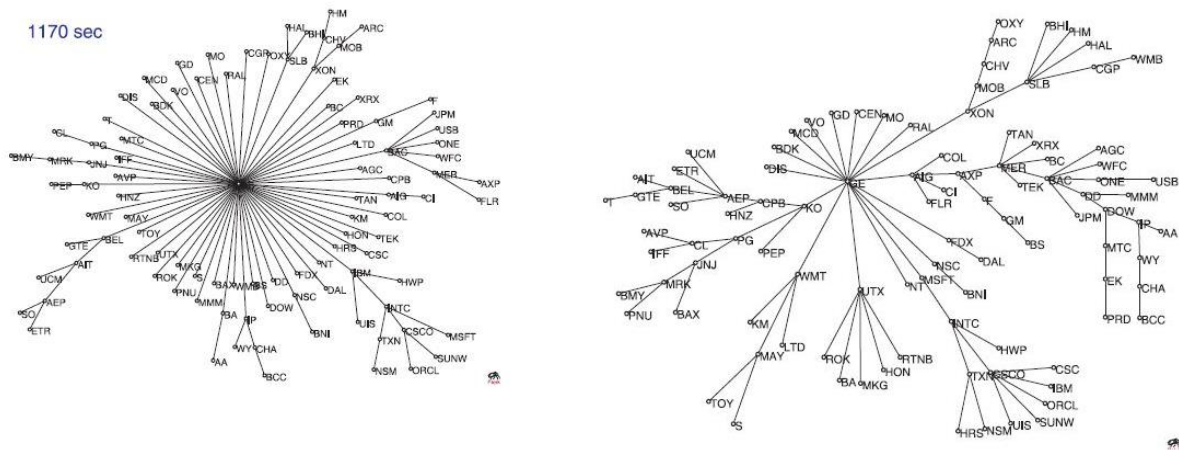 1170 sec
HM
HAL
BHI
CHV
ARC
MOB
MO
CGP
OXY
SLB
XON
GD
CEN
RAL
MCD
VO
EK
DIS
BDK
BC
XRX
F
T
PRD
GM
JPM
CL
PG
MTC
LTD
BAC
USB
ONE
BMY
MRK
JNJ
IFF
WFC
AVP
AGC
MER
PEP
KO
CPB
AXP
HNZ
TAN
AIG
CI
FLR
WMT
MAY
KM
COL
TOY
HON
TEK
GTE
BEL
HRS
CSC
RTNB
UTX
NT
AIT
MKG
FDX
IBM
UCM
ROK
S
BAX
WMB
BS
DD
DAL
HWP
PNU
MMM
NSC
AEP
DOW
INTC
SO
BA
IP
UIS
ETR
BNI
CSCO
MSFT
WY
CHA
TXN
SUNW
AA
NSM
ORCL
BCC
OXY
BHI
HM
ARC
HAL
CHV
CGP
WMB
MOB
SLB
XON
VO
GD
CEN
MO
RAL
MCD
TAN
BDK
XRX
UCM
COL
MER
BC
AGC
DIS
ETR
AIG
AXP
WFC
AIT
GE
TEK
BAC
ONE
USB
T
GTE
BEL
AEP
CPB
CI
DD
MMM
SO
HNZ
KO
FLR
F
JPM
DOW
AVP
GM
IP
AA
IFF
CL
PG
PEP
FDX
BS
MTC
WY
JNJ
NSC
DAL
WMT
MSFT
EK
CHA
BMY
MRK
NT
BNI
UTX
PNU
BAX
PRD
BCC
KM
INTC
LTD
HWP
MAY
ROK
RTNB
HON
TXN
CSCO
CSC
BA
MKG
IBM
TOY
ORCL
S
HRS
NSM
UIS
SUNW